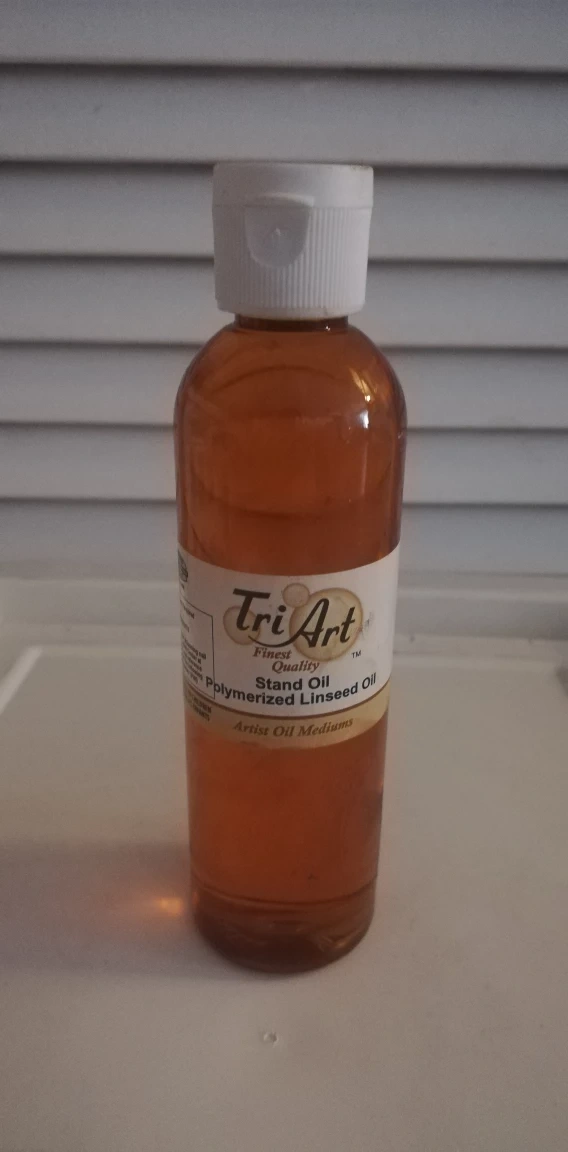 Tri Art
TM
Finest
Quality
Stand Oil
Polymerized Linseed Oil
Artist Oil Mediums